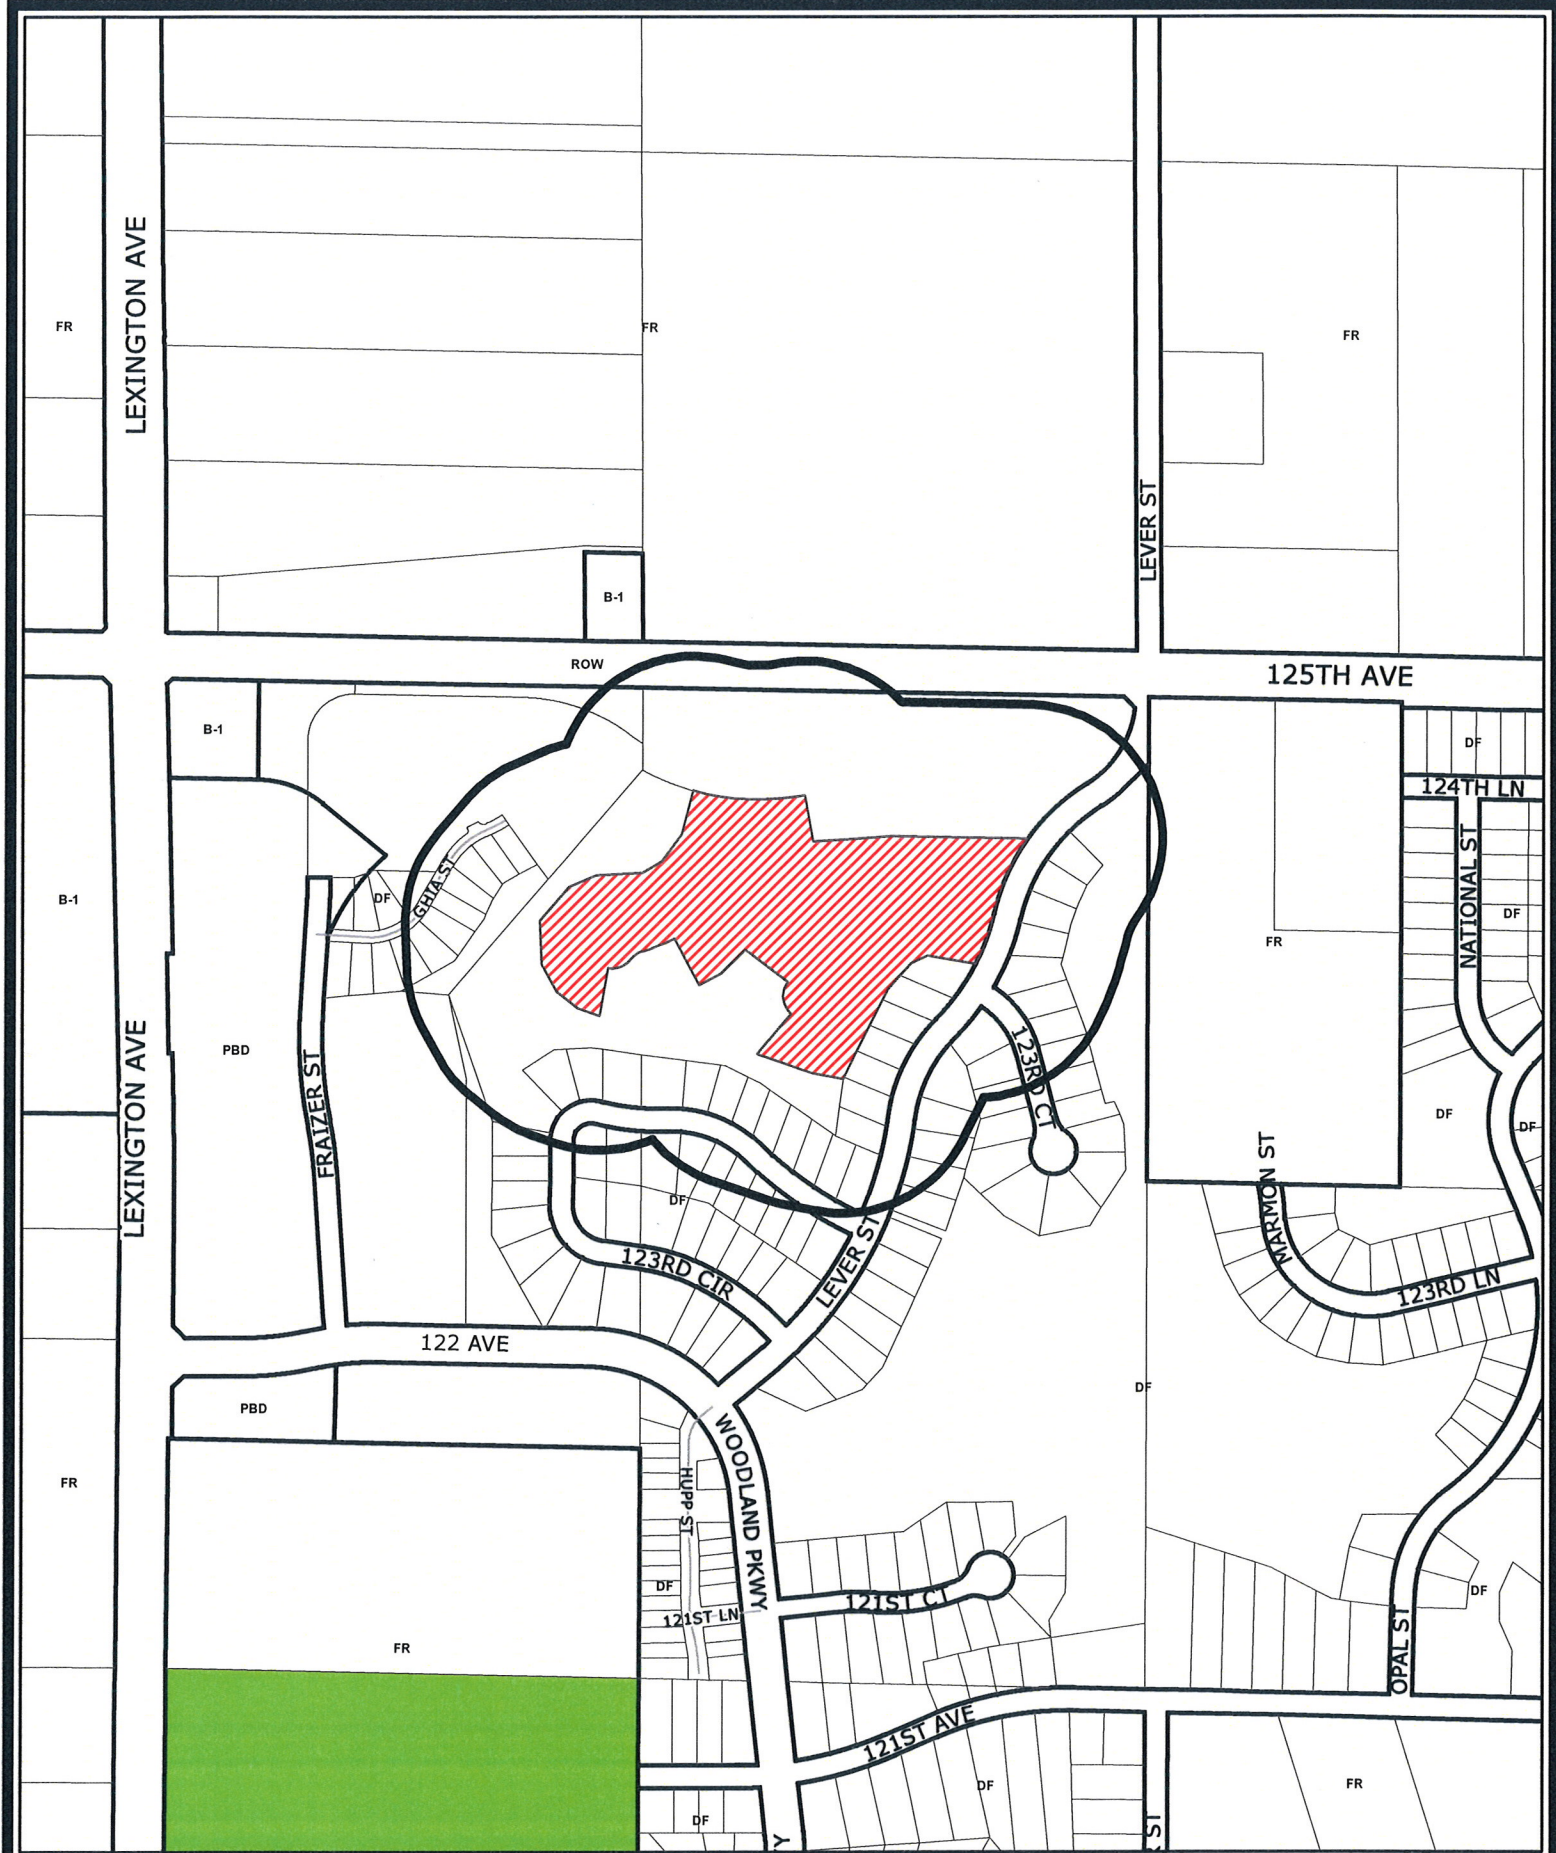 LEXINGTON AVE
FR
FR
FR
LEVER ST
B-1
ROW
125TH AVE
B-1
DF
124TH LN
NATIONAL ST
B-1
DF
GHIA ST
DF
FR
PBD
LEXINGTON AVE
FRAIZER ST
123RD CT
DF
DF
MARMON ST
DF
LEVER ST
123RD CIR
123RD LN
122 AVE
DF
PBD
FR
WOODLAND PKWY
HUPP ST
DF
121ST CT
DF
121ST LN
FR
OPAL ST
121ST AVE
DF
FR
DF
ST
Y